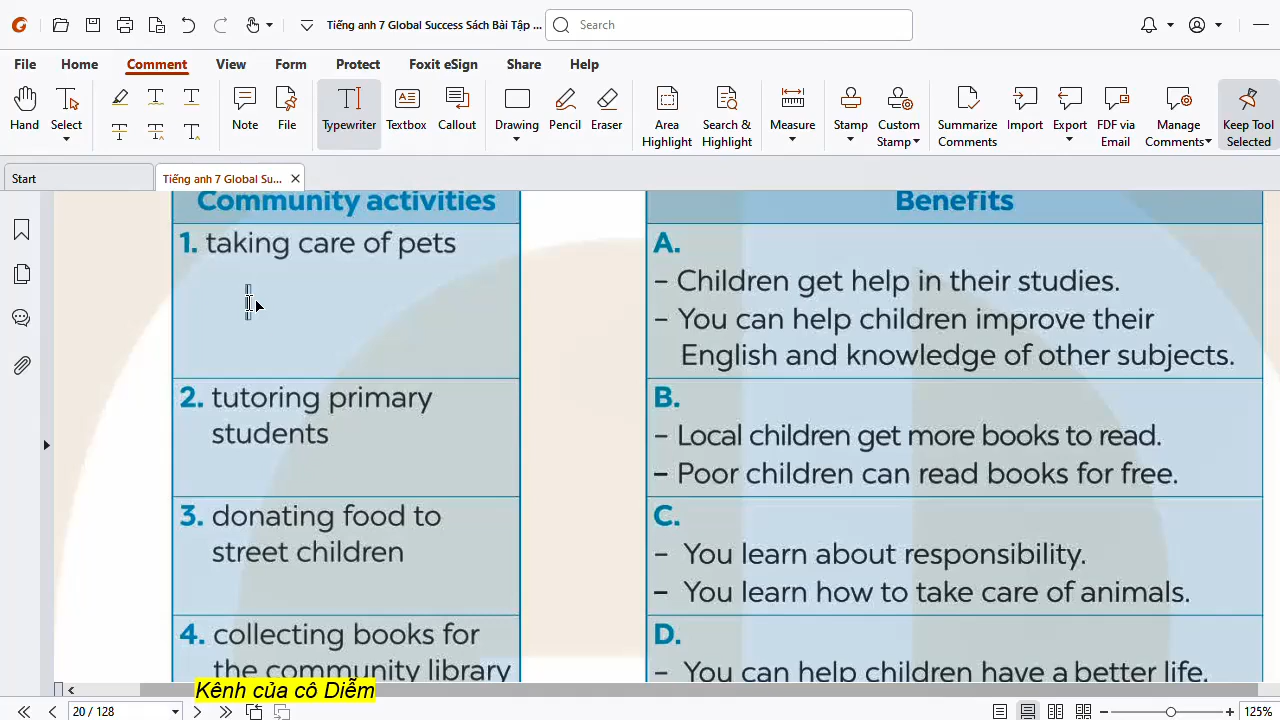 Tiếng anh 7 Global Success Sách Bài Tập ...
Search
File Home Comment View Form Protect Foxit eSign Share Help
Hand
Select
Note
File
Typewriter
Textbox
Callout
Drawing
Pencil
Eraser
Area Highlight
Search & Highlight
Measure
Stamp
Custom Stamp
Summarize Comments
Import
Export
FDF via Email
Manage Comments
Keep Tool Selected
Start
Tiếng anh 7 Global Su...
Community activities
1. taking care of pets
2. tutoring primary
students
3. donating food to
street children
4. collecting books for
the community library
Benefits
A.
– Children get help in their studies.
– You can help children improve their
English and knowledge of other subjects.
B.
– Local children get more books to read.
– Poor children can read books for free.
C.
– You learn about responsibility.
– You learn how to take care of animals.
D.
– You can help children have a better life.
Kênh của cô Diễm
20 / 128
125%